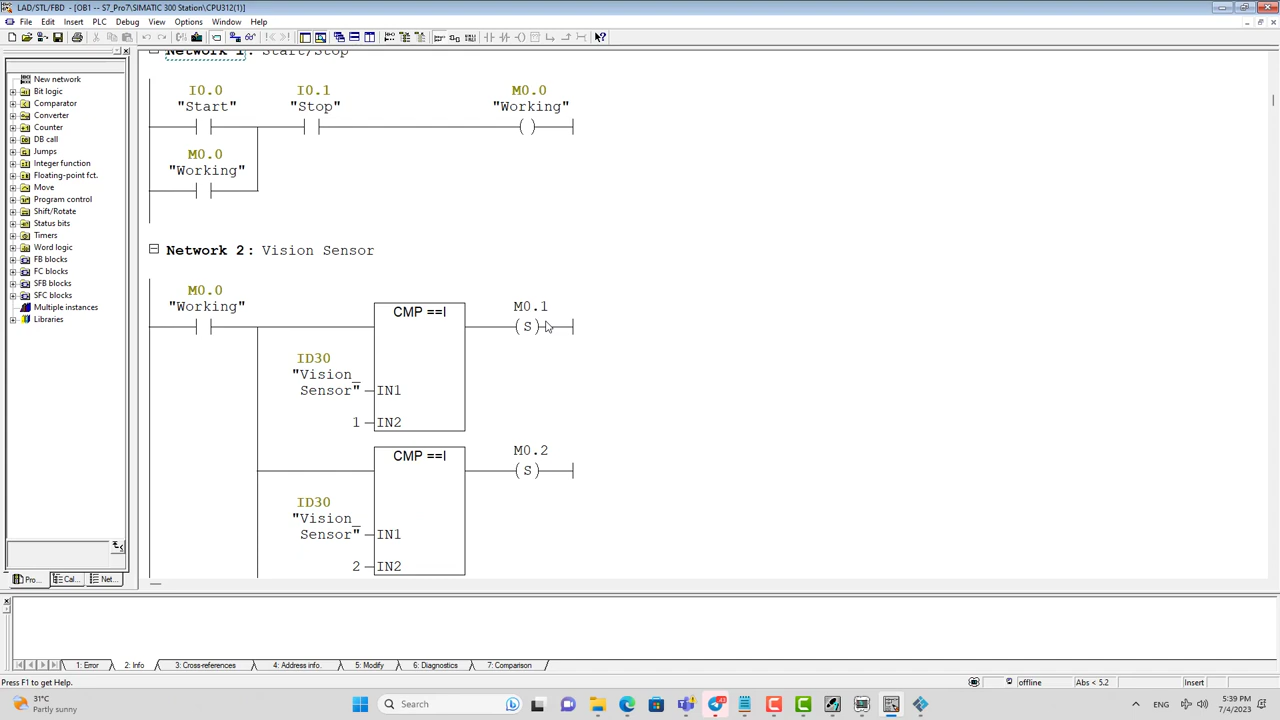 LAD/STL/FBD - [OB1 -- S7_Pro7\SIMATIC 300 Station\CPU312(1)]
File Edit Insert PLC Debug View Options Window Help
New network
Bit logic
Comparator
Converter
Counter
DB call
Jumps
Integer function
Floating-point fct.
Move
Program control
Shift/Rotate
Status bits
Timers
Word logic
FB blocks
FC blocks
SFB blocks
SFC blocks
Multiple instances
Libraries
Pro... Cal... Net...
Network 1: Start/Stop
I0.0 I0.1 M0.0
"Start" "Stop" "Working"
M0.0
"Working"
Network 2: Vision Sensor
M0.0
"Working"
CMP ==I
M0.1
S
ID30
"Vision_
Sensor" IN1
1 IN2
CMP ==I
M0.2
S
ID30
"Vision_
Sensor" IN1
2 IN2
1: Error 2: Info 3: Cross-references 4: Address info. 5: Modify 6: Diagnostics 7: Comparison
Press F1 to get Help.
offline Abs < 5.2 Insert
31°C
Partly sunny
Search
ENG
5:39 PM
7/4/2023